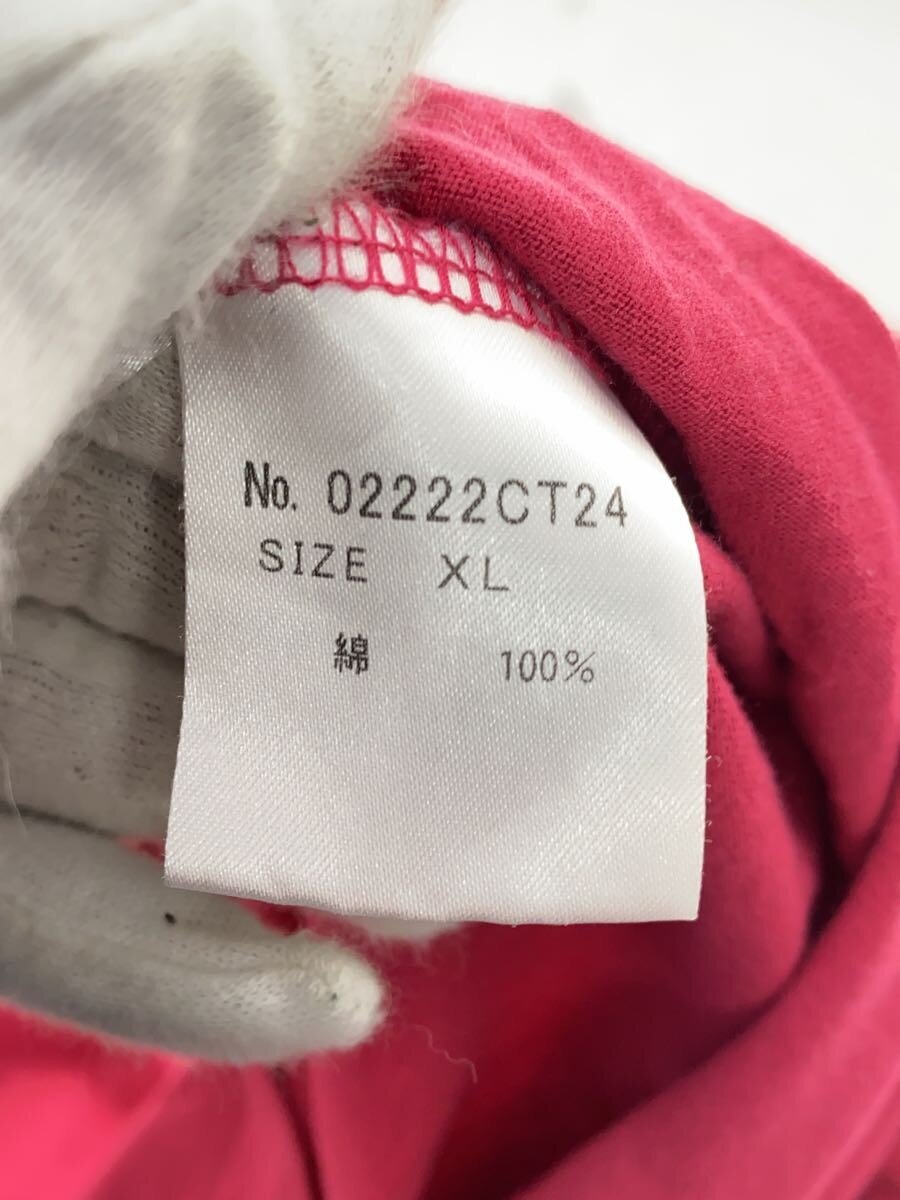 No. 02222CT24
SIZE XL
綿 100%